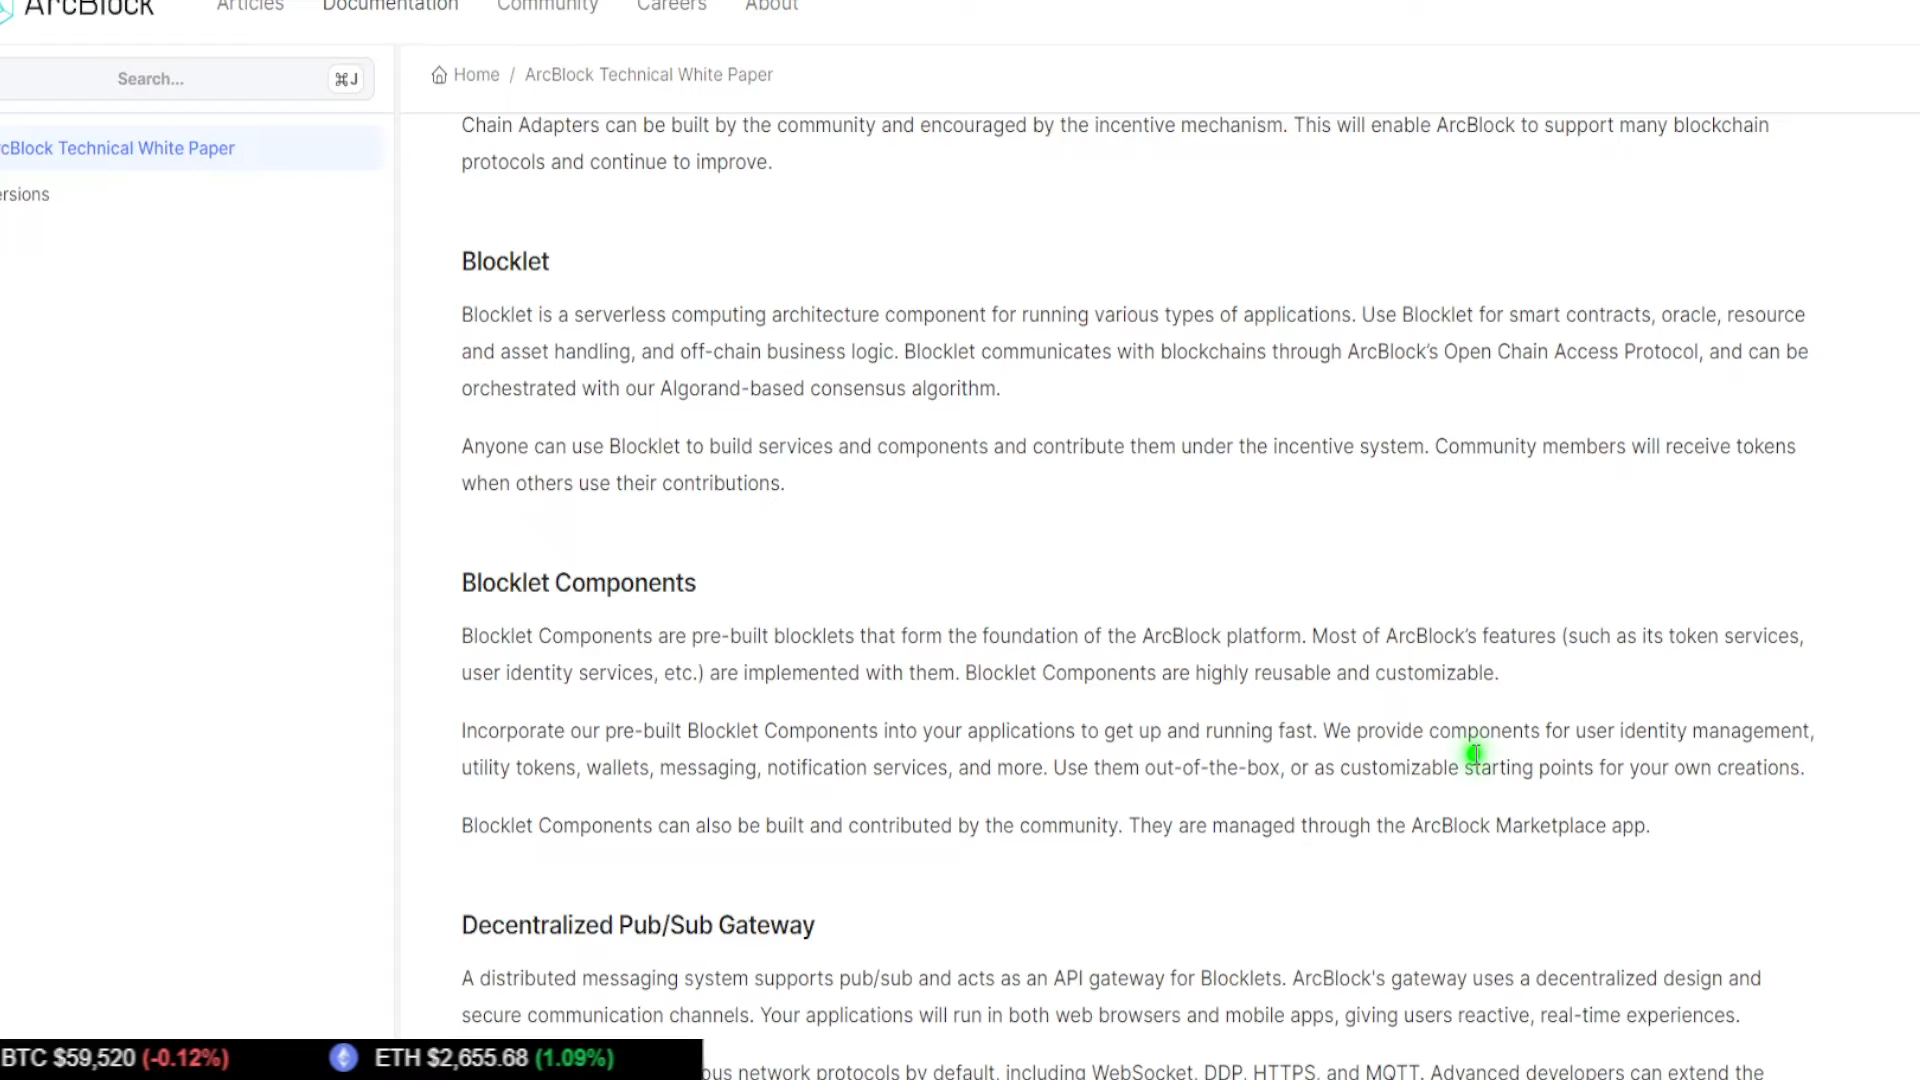 ArcBlock Articles Documentation Community Careers About
Search... ⌘J
Home / ArcBlock Technical White Paper
cBlock Technical White Paper
ersions
Chain Adapters can be built by the community and encouraged by the incentive mechanism. This will enable ArcBlock to support many blockchain
protocols and continue to improve.
Blocklet
Blocklet is a serverless computing architecture component for running various types of applications. Use Blocklet for smart contracts, oracle, resource
and asset handling, and off-chain business logic. Blocklet communicates with blockchains through ArcBlock’s Open Chain Access Protocol, and can be
orchestrated with our Algorand-based consensus algorithm.
Anyone can use Blocklet to build services and components and contribute them under the incentive system. Community members will receive tokens
when others use their contributions.
Blocklet Components
Blocklet Components are pre-built blocklets that form the foundation of the ArcBlock platform. Most of ArcBlock’s features (such as its token services,
user identity services, etc.) are implemented with them. Blocklet Components are highly reusable and customizable.
Incorporate our pre-built Blocklet Components into your applications to get up and running fast. We provide components for user identity management,
utility tokens, wallets, messaging, notification services, and more. Use them out-of-the-box, or as customizable starting points for your own creations.
Blocklet Components can also be built and contributed by the community. They are managed through the ArcBlock Marketplace app.
Decentralized Pub/Sub Gateway
A distributed messaging system supports pub/sub and acts as an API gateway for Blocklets. ArcBlock's gateway uses a decentralized design and
secure communication channels. Your applications will run in both web browsers and mobile apps, giving users reactive, real-time experiences.
ous network protocols by default, including WebSocket, DDP, HTTPS, and MQTT. Advanced developers can extend the
BTC $59,520 (-0.12%) ETH $2,655.68 (1.09%)